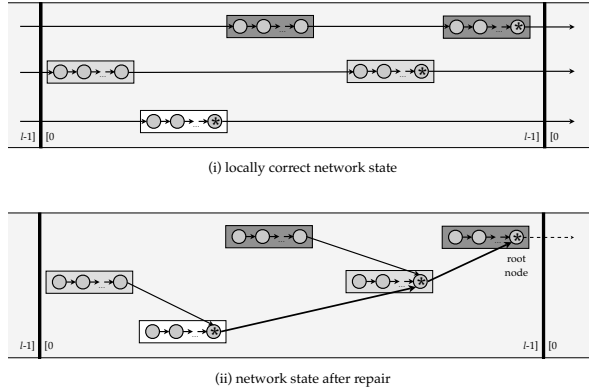 ... *
... ... *
... *
l-1] [0 l-1] [0
(i) locally correct network state
... ... *
root
node
... ... *
... *
l-1] [0 l-1] [0
(ii) network state after repair